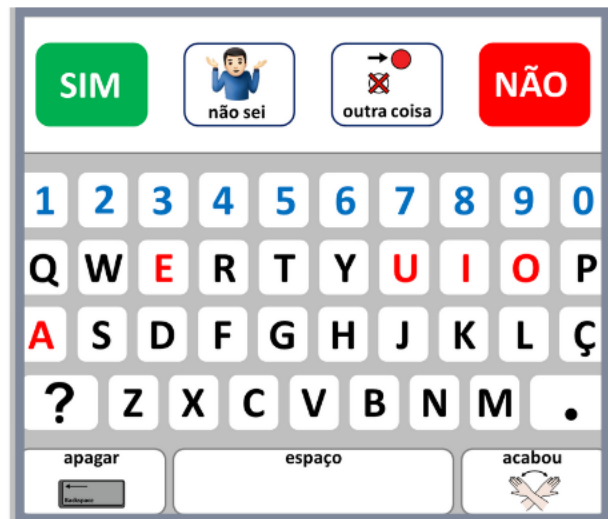 SIM não sei outra coisa NÃO
1 2 3 4 5 6 7 8 9 0
Q W E R T Y U I O P
A S D F G H J K L Ç
? Z X C V B N M .
apagar espaço acabou
Backspace